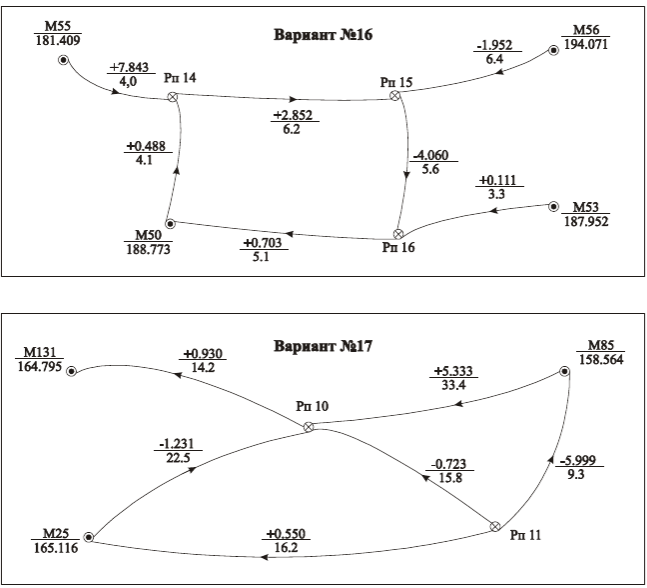 Вариант №16
М55
181.409
М56
194.071
-1.952
6.4
+7.843
4,0
Рп 14
Рп 15
+2.852
6.2
+0.488
4.1
-4.060
5.6
+0.111
3.3
М53
187.952
М50
188.773
+0.703
5.1
Рп 16
Вариант №17
М131
164.795
+0.930
14.2
М85
158.564
+5.333
33.4
Рп 10
-1.231
22.5
-0.723
15.8
-5.999
9.3
М25
165.116
+0.550
16.2
Рп 11